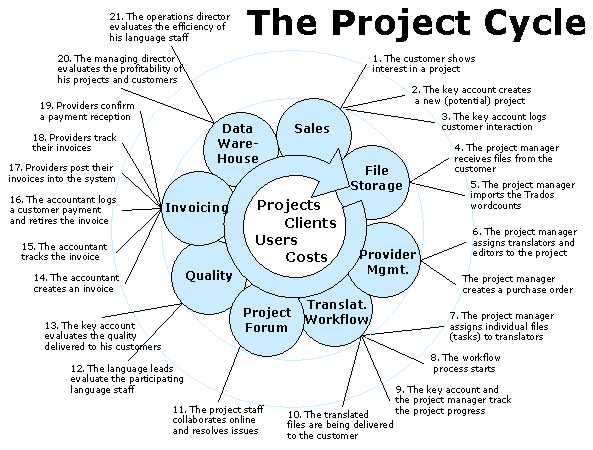 The Project Cycle
21. The operations director
evaluates the efficiency of
his language staff
20. The managing director
evaluates the profitability of
his projects and customers
19. Providers confirm
a payment reception
18. Providers track
their invoices
17. Providers post their
invoices into the system
16. The accountant logs
a customer payment
and retires the invoice
15. The accountant
tracks the invoice
14. The accountant
creates an invoice
13. The key account
evaluates the quality
delivered to his customers
12. The language leads
evaluate the participating
language staff
11. The project staff
collaborates online
and resolves issues
10. The translated
files are being delivered
to the customer
9. The key account and
the project manager track
the project progress
8. The workflow
process starts
7. The project manager
assigns individual files
(tasks) to translators
The project manager
creates a purchase order
6. The project manager
assigns translators and
editors to the project
5. The project manager
imports the Trados
wordcounts
4. The project manager
receives files from the
customer
3. The key account logs
customer interaction
2. The key account creates
a new (potential) project
1. The customer shows
interest in a project
Data
Ware-
House
Sales
File
Storage
Provider
Mgmt.
Translat.
Workflow
Project
Forum
Quality
Invoicing
Projects
Clients
Users
Costs